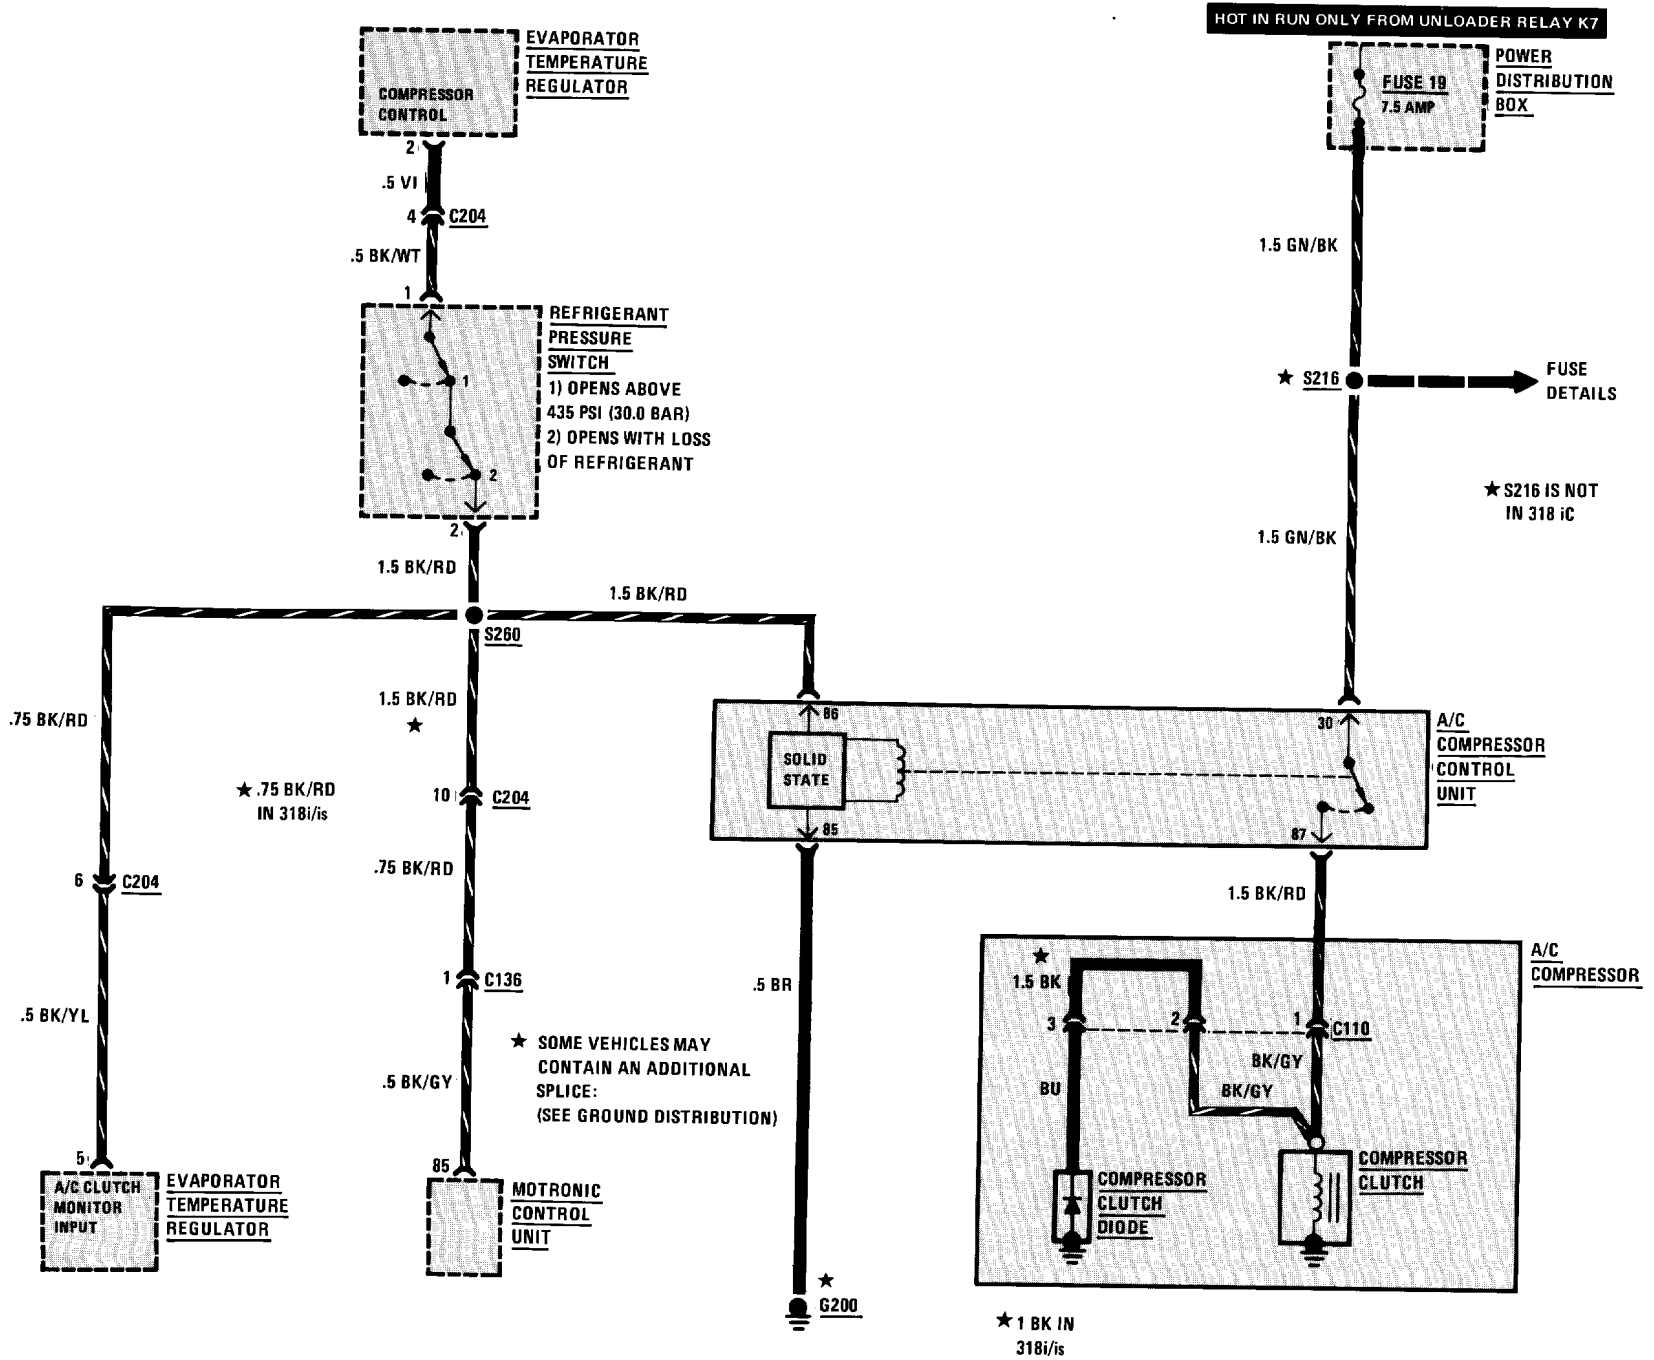 HOT IN RUN ONLY FROM UNLOADER RELAY K7
EVAPORATOR
TEMPERATURE
REGULATOR
COMPRESSOR
CONTROL
POWER
DISTRIBUTION
BOX
FUSE 19
7.5 AMP
2
.5 VI
4
C204
.5 BK/WT
1
1.5 GN/BK
REFRIGERANT
PRESSURE
SWITCH
1) OPENS ABOVE
435 PSI (30.0 BAR)
2) OPENS WITH LOSS
OF REFRIGERANT
1
2
2
★ S216
FUSE
DETAILS
★ S216 IS NOT
IN 318 iC
1.5 GN/BK
1.5 BK/RD
1.5 BK/RD
S260
.75 BK/RD
1.5 BK/RD
★
★ .75 BK/RD
IN 318i/is
10
C204
86
30
SOLID
STATE
85
87
A/C
COMPRESSOR
CONTROL
UNIT
6
C204
.75 BK/RD
1.5 BK/RD
1
C136
.5 BR
.5 BK/YL
★ SOME VEHICLES MAY
CONTAIN AN ADDITIONAL
SPLICE:
(SEE GROUND DISTRIBUTION)
.5 BK/GY
A/C
COMPRESSOR
★
1.5 BK
3
2
1
C110
BK/GY
BU
BK/GY
5
A/C CLUTCH
MONITOR
INPUT
EVAPORATOR
TEMPERATURE
REGULATOR
85
MOTRONIC
CONTROL
UNIT
COMPRESSOR
CLUTCH
DIODE
COMPRESSOR
CLUTCH
★
G200
★ 1 BK IN
318i/is